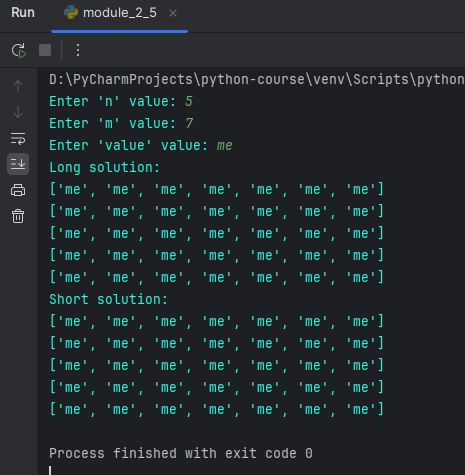 Run module_2_5
D:\PyCharmProjects\python-course\venv\Scripts\python
Enter 'n' value: 5
Enter 'm' value: 7
Enter 'value' value: me
Long solution:
['me', 'me', 'me', 'me', 'me', 'me', 'me']
['me', 'me', 'me', 'me', 'me', 'me', 'me']
['me', 'me', 'me', 'me', 'me', 'me', 'me']
['me', 'me', 'me', 'me', 'me', 'me', 'me']
['me', 'me', 'me', 'me', 'me', 'me', 'me']
Short solution:
['me', 'me', 'me', 'me', 'me', 'me', 'me']
['me', 'me', 'me', 'me', 'me', 'me', 'me']
['me', 'me', 'me', 'me', 'me', 'me', 'me']
['me', 'me', 'me', 'me', 'me', 'me', 'me']
['me', 'me', 'me', 'me', 'me', 'me', 'me']
Process finished with exit code 0